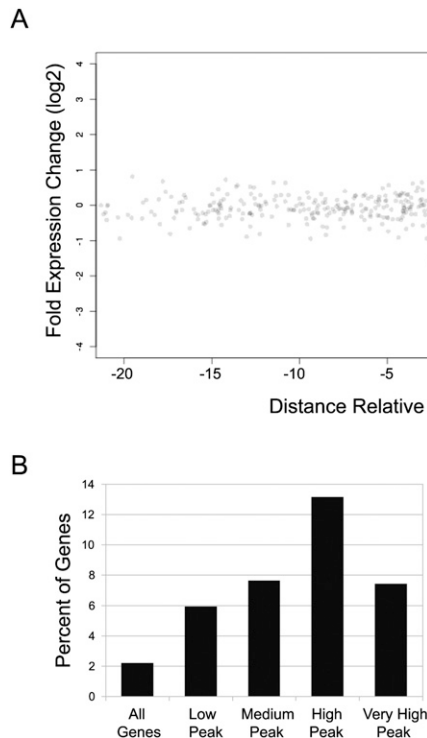 A
Fold Expression Change (log2)
4
3
2
1
0
-1
-2
-3
-4
-20
-15
-10
-5
Distance Relative
B
Percent of Genes
14
12
10
8
6
4
2
0
All
Genes
Low
Peak
Medium
Peak
High
Peak
Very High
Peak